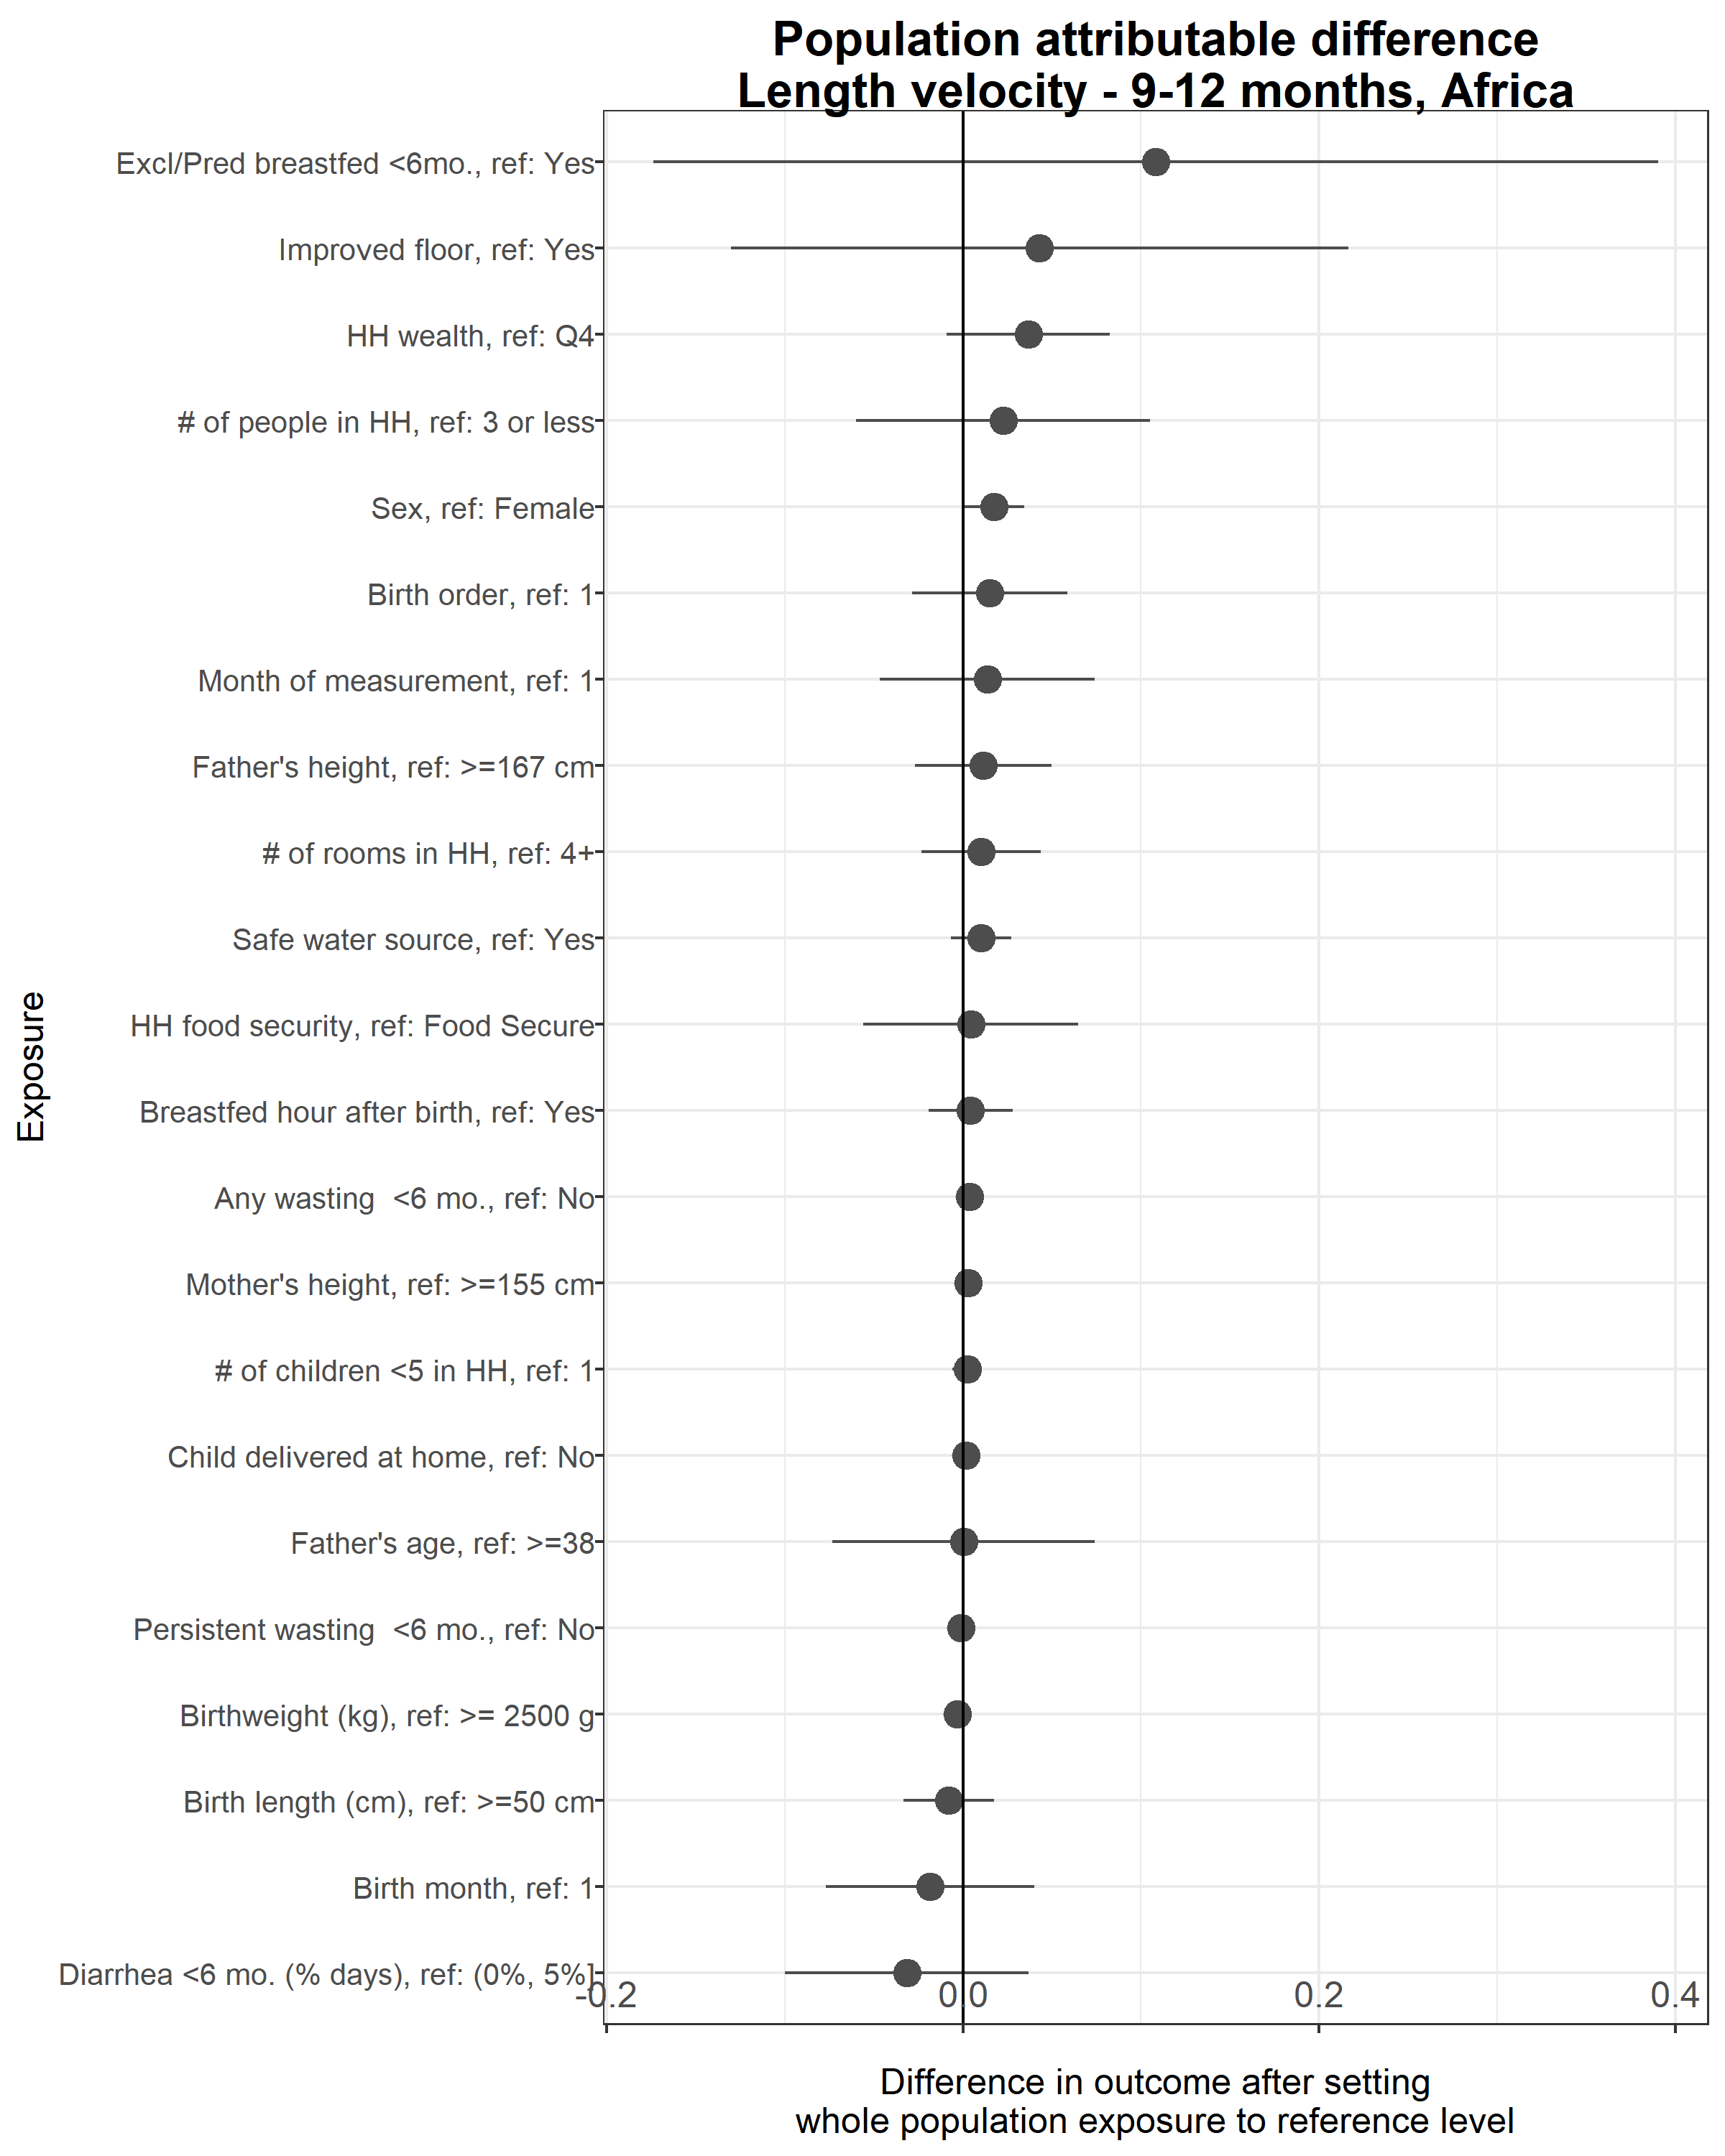 Population attributable difference
Length velocity - 9-12 months, Africa
Excl/Pred breastfed <6mo., ref: Yes
Improved floor, ref: Yes
HH wealth, ref: Q4
# of people in HH, ref: 3 or less
Sex, ref: Female
Birth order, ref: 1
Month of measurement, ref: 1
Father's height, ref: >=167 cm
# of rooms in HH, ref: 4+
Safe water source, ref: Yes
HH food security, ref: Food Secure
Breastfed hour after birth, ref: Yes
Any wasting  <6 mo., ref: No
Mother's height, ref: >=155 cm
# of children <5 in HH, ref: 1
Child delivered at home, ref: No
Father's age, ref: >=38
Persistent wasting  <6 mo., ref: No
Birthweight (kg), ref: >= 2500 g
Birth length (cm), ref: >=50 cm
Birth month, ref: 1
Diarrhea <6 mo. (% days), ref: (0%, 5%]
Exposure
-0.2 0.0 0.2 0.4
Difference in outcome after setting
whole population exposure to reference level